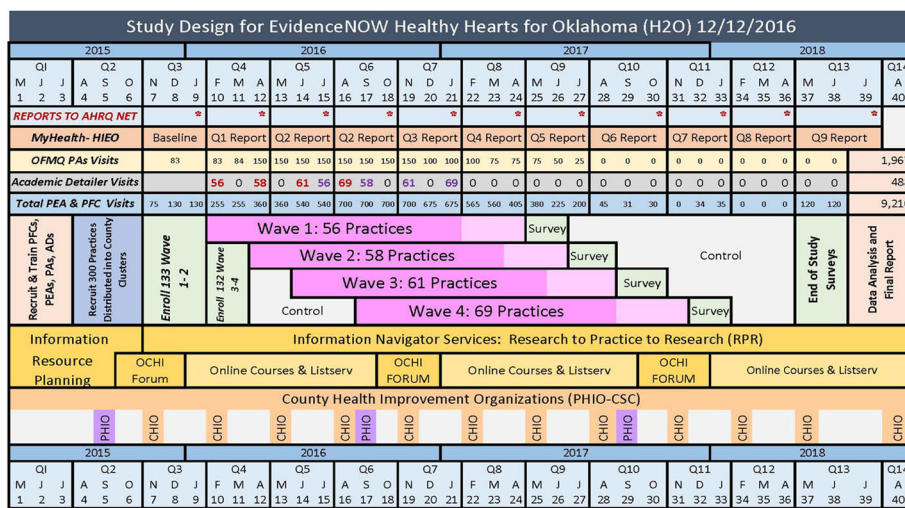 Study Design for EvidenceNOW Healthy Hearts for Oklahoma (H2O) 12/12/2016
2015 2016 2017 2018
Q1 Q2 Q3 Q4 Q5 Q6 Q7 Q8 Q9 Q10 Q11 Q12 Q13 Q14
M J J A S O N D J F M A M J J A S O N D J F M A M J J A S O N D J F M A M J J A
1 2 3 4 5 6 7 8 9 10 11 12 13 14 15 16 17 18 19 20 21 22 23 24 25 26 27 28 29 30 31 32 33 34 35 36 37 38 39 40
REPORTS TO AHRQ NET * * * * * * * * * * *
MyHealth- HIEO Baseline Q1 Report Q2 Report Q2 Report Q3 Report Q4 Report Q5 Report Q6 Report Q7 Report Q8 Report Q9 Report
OFMQ PAs Visits 83 83 84 150 150 150 150 150 150 150 150 100 100 100 75 75 75 50 25 0 0 0 0 0 0 0 0 0 0 0 1,967
Academic Detailer Visits 56 0 58 0 61 56 69 58 0 61 0 69 0 0 0 0 0 0 0 0 0 0 0 0 0 0 0 0 0 488
Total PEA & PFC Visits 75 130 130 255 255 360 360 540 540 700 700 700 700 675 675 565 560 405 380 225 200 45 31 30 0 34 35 0 0 0 120 120 9,210
Recruit & Train PFCs,
PEAs, PAs, ADs
Recruit 300 Practices
Distributed into County
Clusters
Enroll 133 Wave
1- 2
Enroll 132 Wave
3-4
Wave 1: 56 Practices Survey
Wave 2: 58 Practices Survey Control
Wave 3: 61 Practices Survey
Control Wave 4: 69 Practices Survey
End of Study
Surveys
Data Analysis and
Final Report
Information
Resource
Planning
Information Navigator Services: Research to Practice to Research (RPR)
OCHI
Forum
Online Courses & Listserv
OCHI
FORUM
Online Courses & Listserv
OCHI
FORUM
Online Courses & Listserv
County Health Improvement Organizations (PHIO-CSC)
PHIO CHIO CHIO CHIO CHIO PHIO CHIO CHIO CHIO CHIO PHIO CHIO CHIO CHIO CHIO
2015 2016 2017 2018
Q1 Q2 Q3 Q4 Q5 Q6 Q7 Q8 Q9 Q10 Q11 Q12 Q13 Q14
M J J A S O N D J F M A M J J A S O N D J F M A M J J A S O N D J F M A M J J A
1 2 3 4 5 6 7 8 9 10 11 12 13 14 15 16 17 18 19 20 21 22 23 24 25 26 27 28 29 30 31 32 33 34 35 36 37 38 39 40